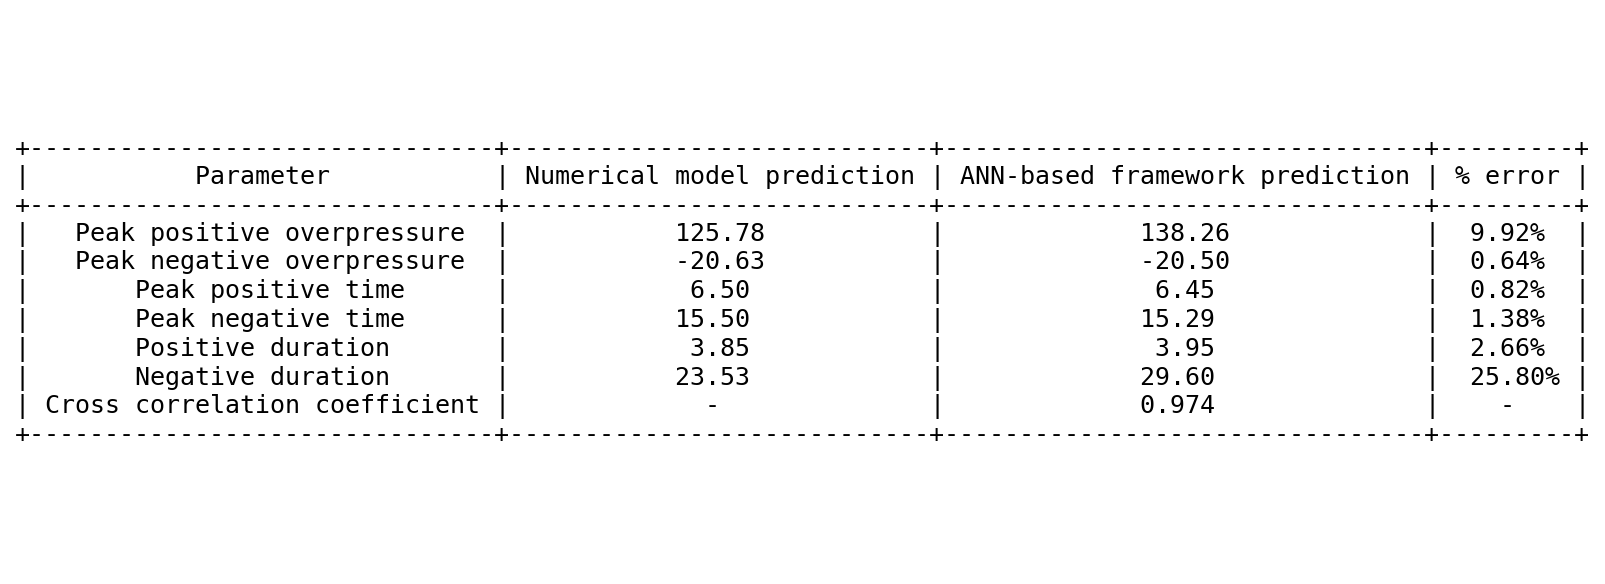 +-------------------------------+----------------------------+--------------------------------+---------+
|           Parameter           | Numerical model prediction | ANN-based framework prediction | % error |
+-------------------------------+----------------------------+--------------------------------+---------+
|   Peak positive overpressure  |           125.78           |             138.26             |  9.92%  |
|   Peak negative overpressure  |           -20.63           |             -20.50             |  0.64%  |
|       Peak positive time      |            6.50            |              6.45              |  0.82%  |
|       Peak negative time      |           15.50            |             15.29              |  1.38%  |
|       Positive duration       |            3.85            |              3.95              |  2.66%  |
|       Negative duration       |           23.53            |             29.60              |  25.80% |
| Cross correlation coefficient |             -              |             0.974              |    -    |
+-------------------------------+----------------------------+--------------------------------+---------+